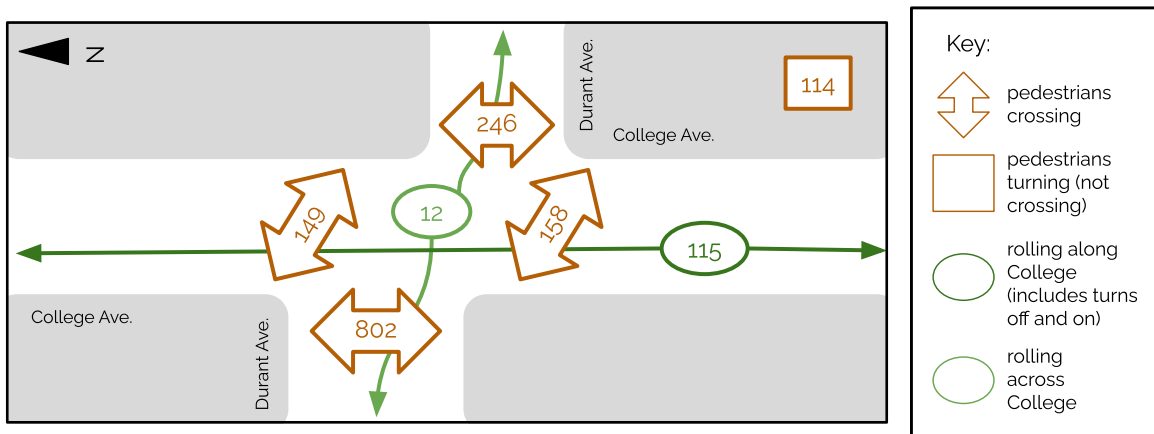 N
Durant Ave.
114
246
College Ave.
149
12
158
115
College Ave.
802
Durant Ave.
Key:
pedestrians
crossing
pedestrians
turning (not
crossing)
rolling along
College
(includes turns
off and on)
rolling
across
College